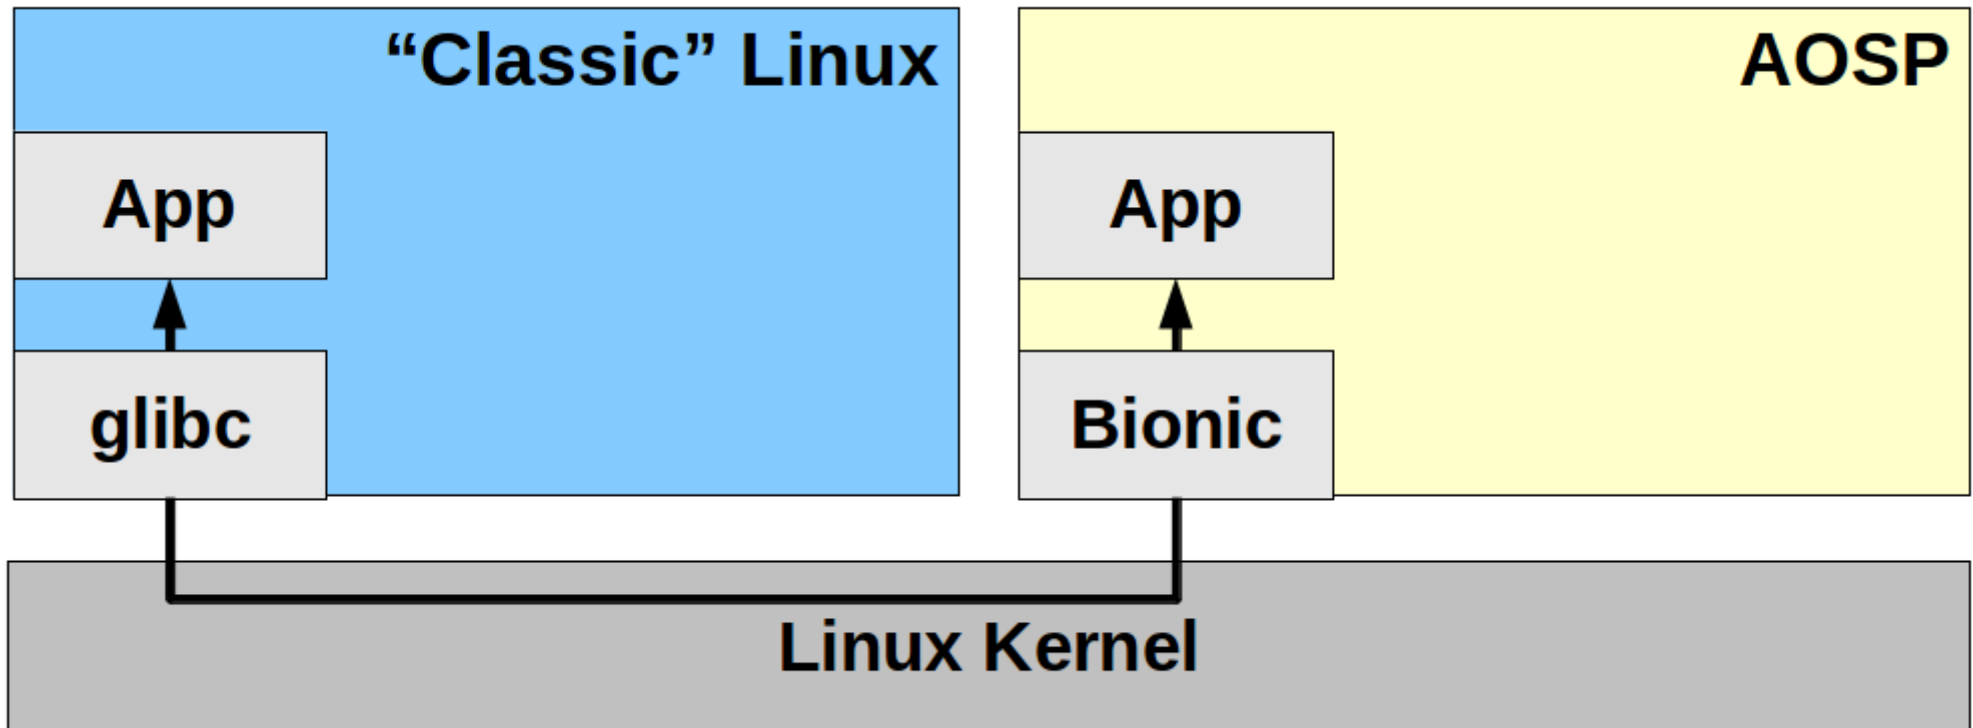 “Classic” Linux
App
glibc
AOSP
App
Bionic
Linux Kernel